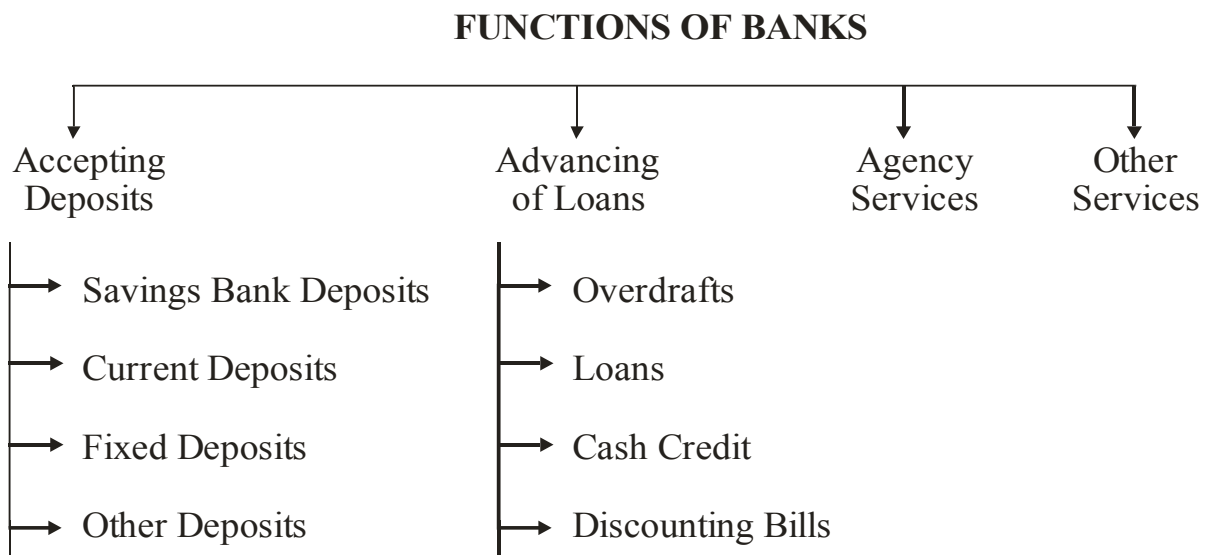 FUNCTIONS OF BANKS
Accepting
Deposits
Advancing
of Loans
Agency
Services
Other
Services
Savings Bank Deposits
Current Deposits
Fixed Deposits
Other Deposits
Overdrafts
Loans
Cash Credit
Discounting Bills